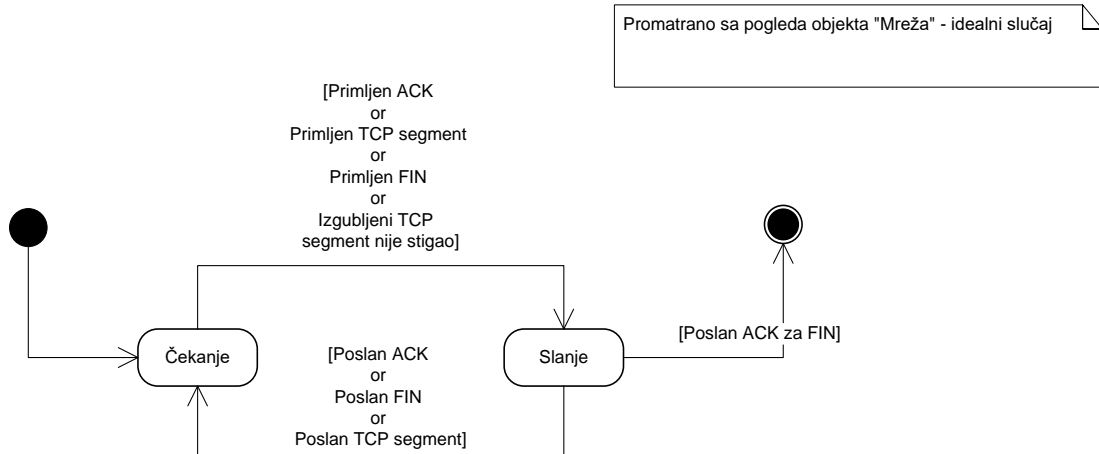 Promatrano sa pogleda objekta "Mreža" - idealni slučaj
[Primljen ACK
or
Primljen TCP segment
or
Primljen FIN
or
Izgubljeni TCP
segment nije stigao]
[Poslan ACK za FIN]
Čekanje
Slanje
[Poslan ACK
or
Poslan FIN
or
Poslan TCP segment]